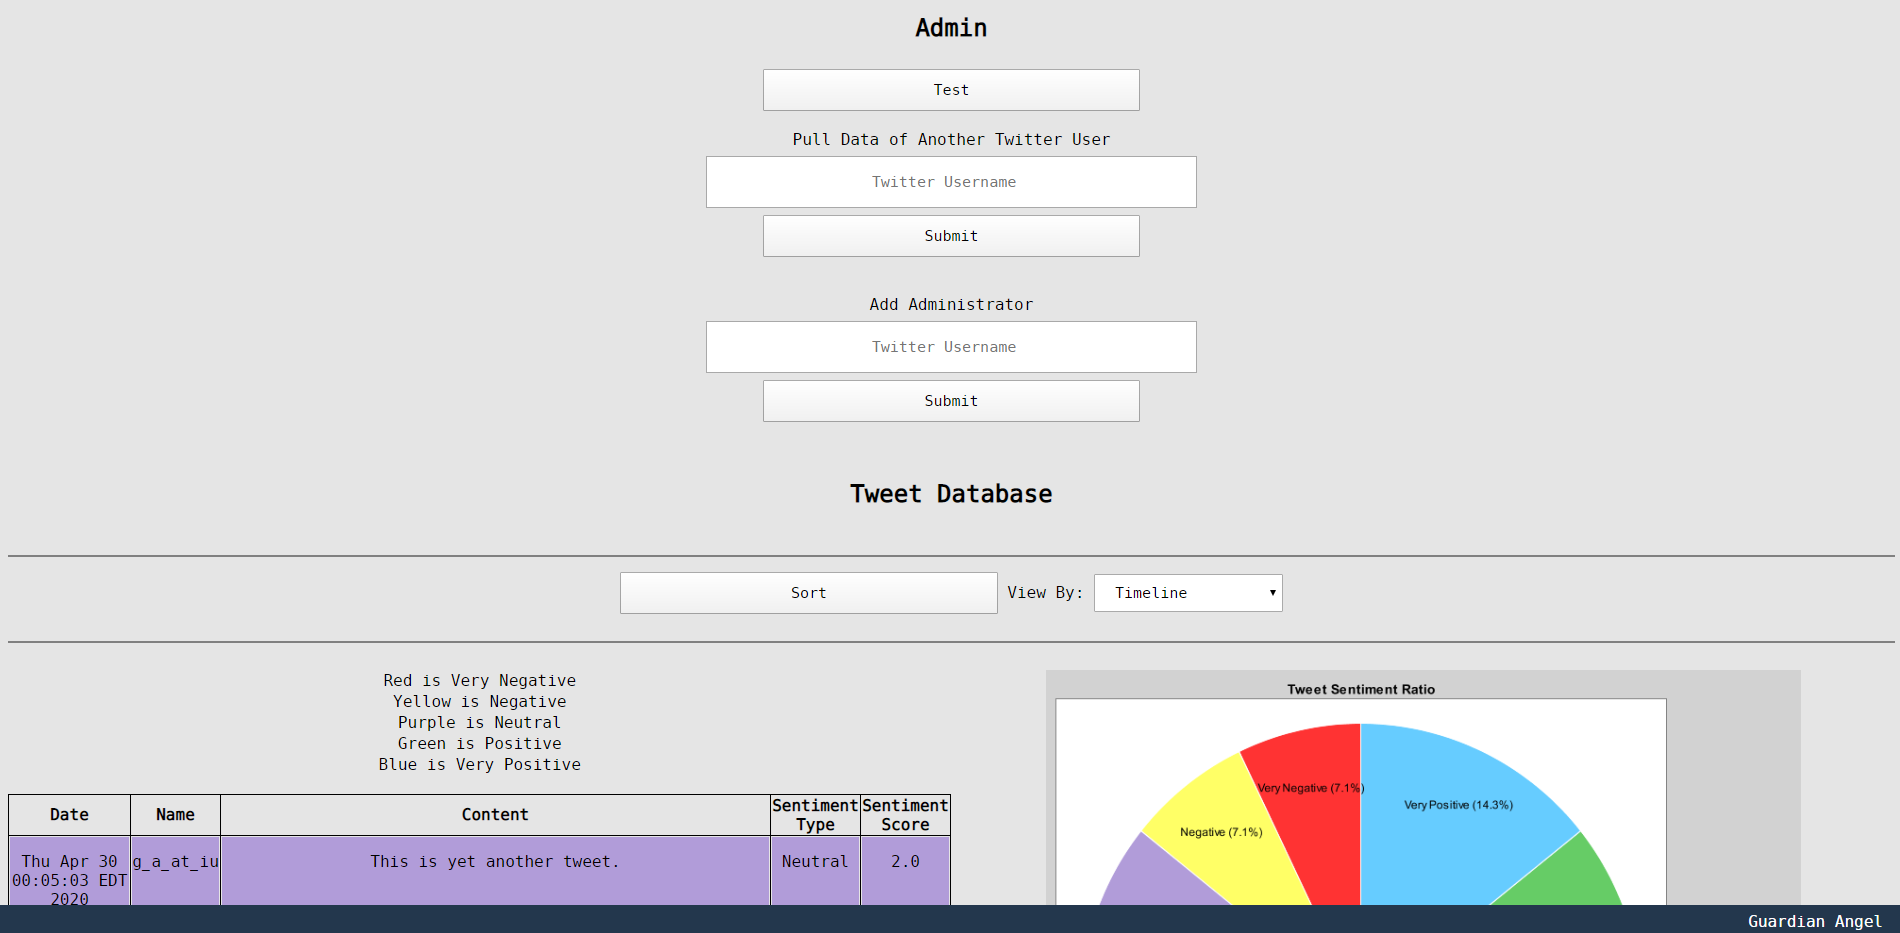 Admin
Test
Pull Data of Another Twitter User
Twitter Username
Submit
Add Administrator
Twitter Username
Submit
Tweet Database
Sort View By: Timeline
Red is Very Negative
Yellow is Negative
Purple is Neutral
Green is Positive
Blue is Very Positive
Date Name Content Sentiment Type Sentiment Score
Thu Apr 30 00:05:03 EDT 2020 g_a_at_iu This is yet another tweet. Neutral 2.0
Tweet Sentiment Ratio
Very Negative (7.1%)
Very Positive (14.3%)
Negative (7.1%)
Guardian Angel